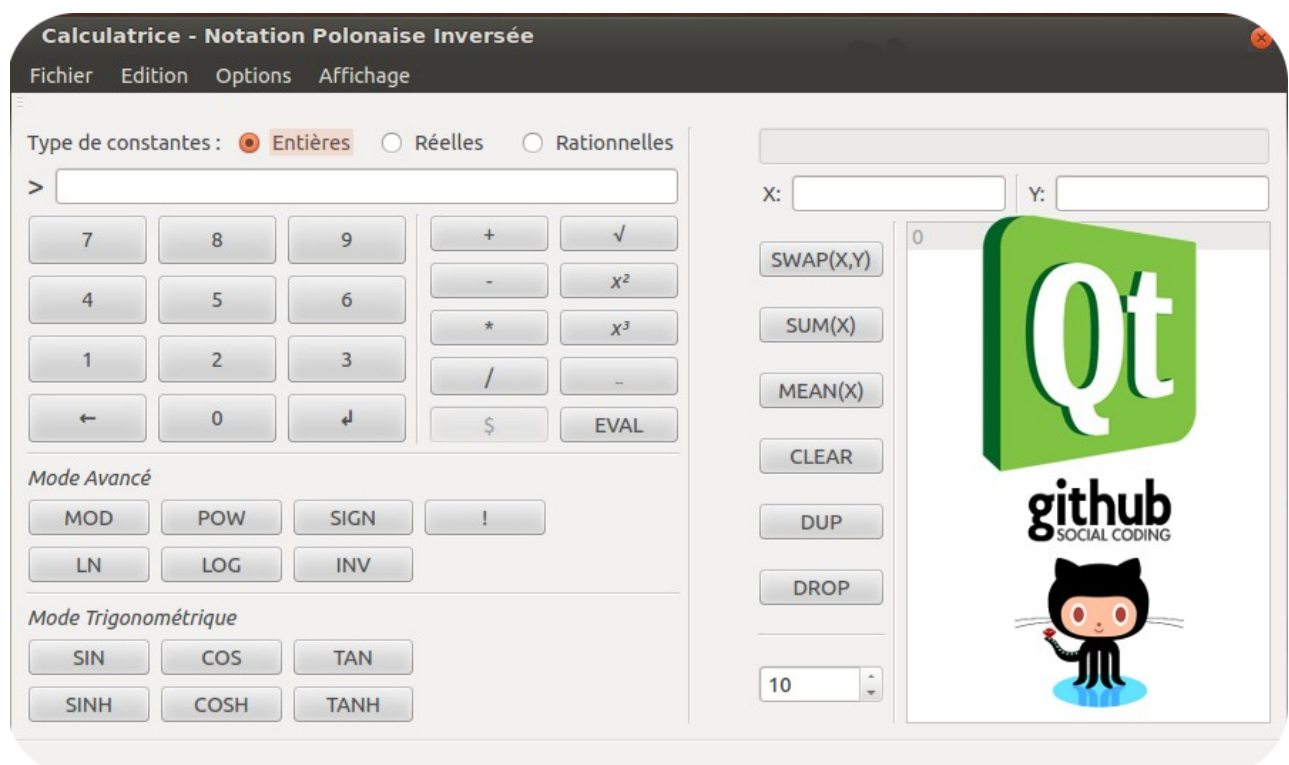 Calculatrice - Notation Polonaise Inversée
Fichier Edition Options Affichage
Type de constantes : Entières Réelles Rationnelles
>
7 8 9 + √
4 5 6 - x²
* x³
1 2 3 /
← 0 ↲ $ EVAL
Mode Avancé
MOD POW SIGN !
LN LOG INV
Mode Trigonométrique
SIN COS TAN
SINH COSH TANH
X: Y:
SWAP(X,Y)
SUM(X)
MEAN(X)
CLEAR
DUP
DROP
10
0
Qt
github
SOCIAL CODING